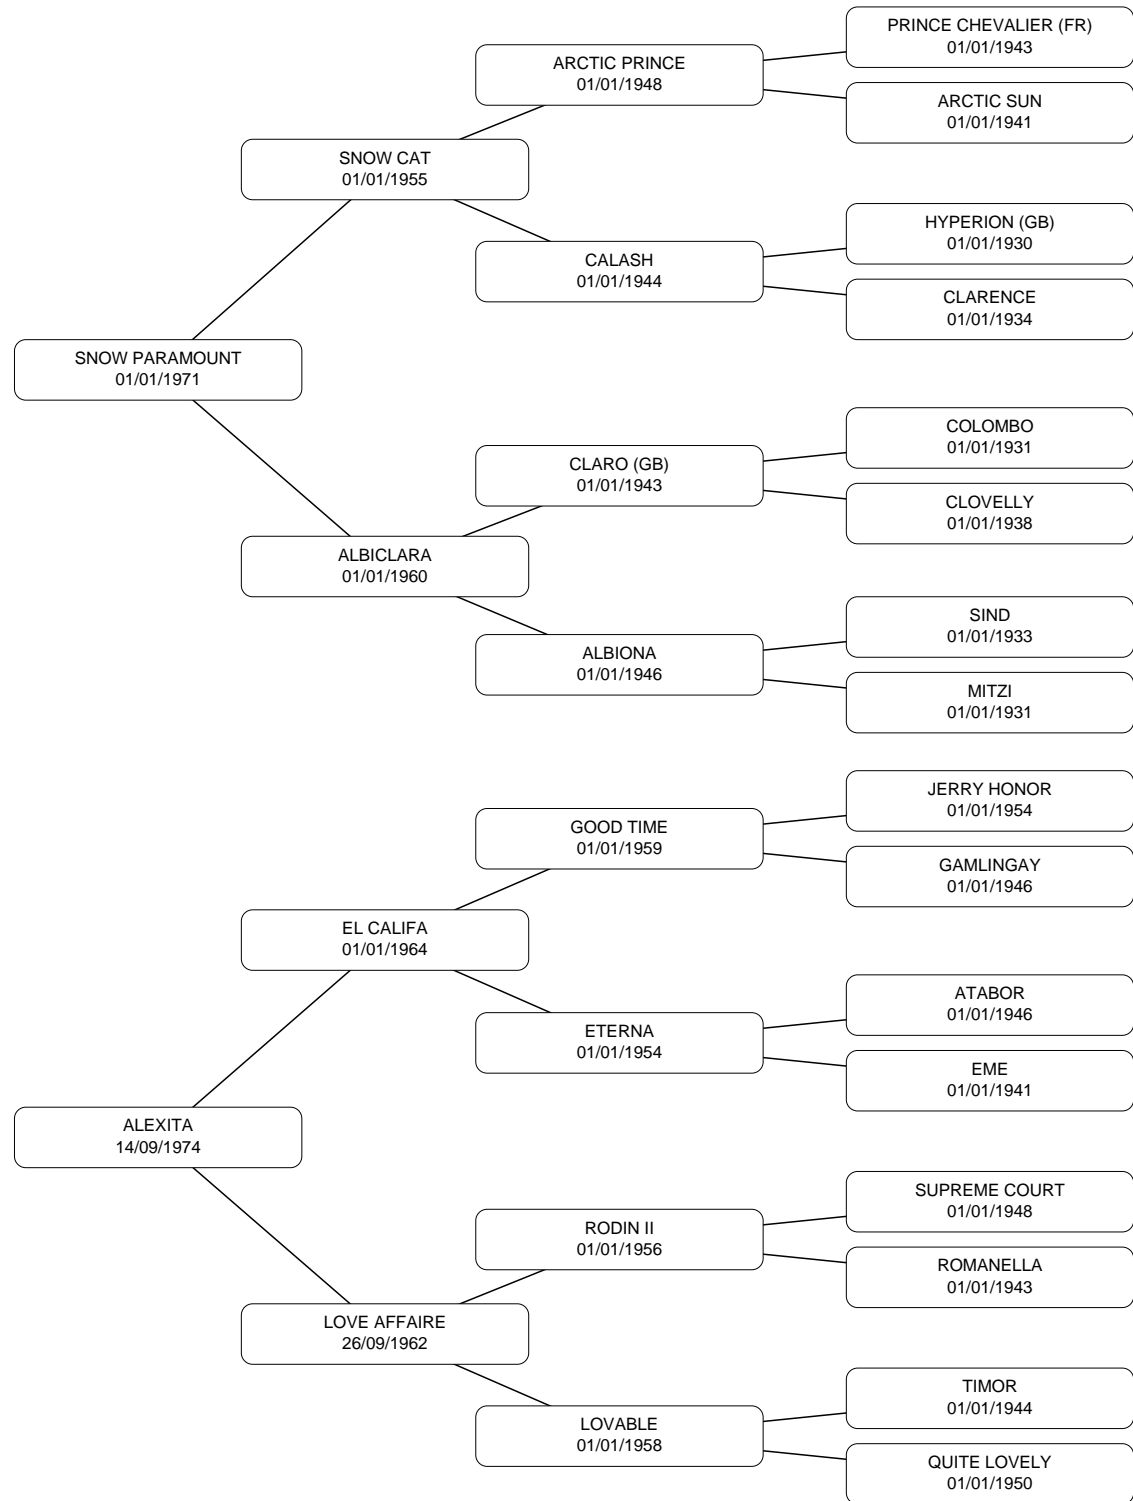 PRINCE CHEVALIER (FR)
01/01/1943
ARCTIC PRINCE
01/01/1948
ARCTIC SUN
01/01/1941
SNOW CAT
01/01/1955
HYPERION (GB)
01/01/1930
CALASH
01/01/1944
CLARENCE
01/01/1934
SNOW PARAMOUNT
01/01/1971
COLOMBO
01/01/1931
CLARO (GB)
01/01/1943
CLOVELLY
01/01/1938
ALBICLARA
01/01/1960
SIND
01/01/1933
ALBIONA
01/01/1946
MITZI
01/01/1931
JERRY HONOR
01/01/1954
GOOD TIME
01/01/1959
GAMLINGAY
01/01/1946
EL CALIFA
01/01/1964
ATABOR
01/01/1946
ETERNA
01/01/1954
EME
01/01/1941
ALEXITA
14/09/1974
SUPREME COURT
01/01/1948
RODIN II
01/01/1956
ROMANELLA
01/01/1943
LOVE AFFAIRE
26/09/1962
TIMOR
01/01/1944
LOVABLE
01/01/1958
QUITE LOVELY
01/01/1950